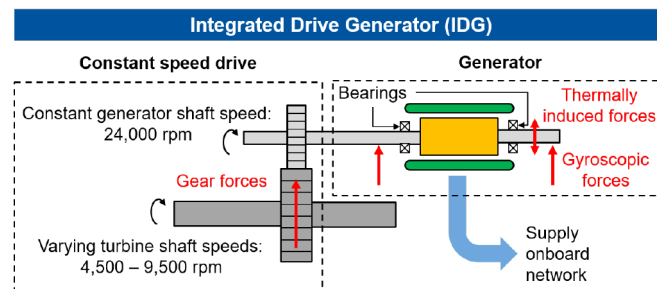 Integrated Drive Generator (IDG)
Constant speed drive
Generator
Constant generator shaft speed:
24,000 rpm
Gear forces
Varying turbine shaft speeds:
4,500 – 9,500 rpm
Bearings
Thermally
induced forces
Gyroscopic
forces
Supply
onboard
network